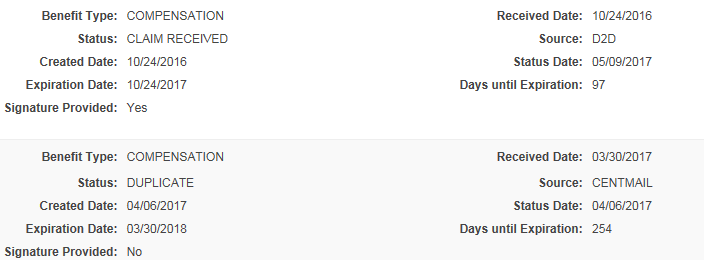 Benefit Type: COMPENSATION Received Date: 10/24/2016
Status: CLAIM RECEIVED Source: D2D
Created Date: 10/24/2016 Status Date: 05/09/2017
Expiration Date: 10/24/2017 Days until Expiration: 97
Signature Provided: Yes
Benefit Type: COMPENSATION Received Date: 03/30/2017
Status: DUPLICATE Source: CENTMAIL
Created Date: 04/06/2017 Status Date: 04/06/2017
Expiration Date: 03/30/2018 Days until Expiration: 254
Signature Provided: No